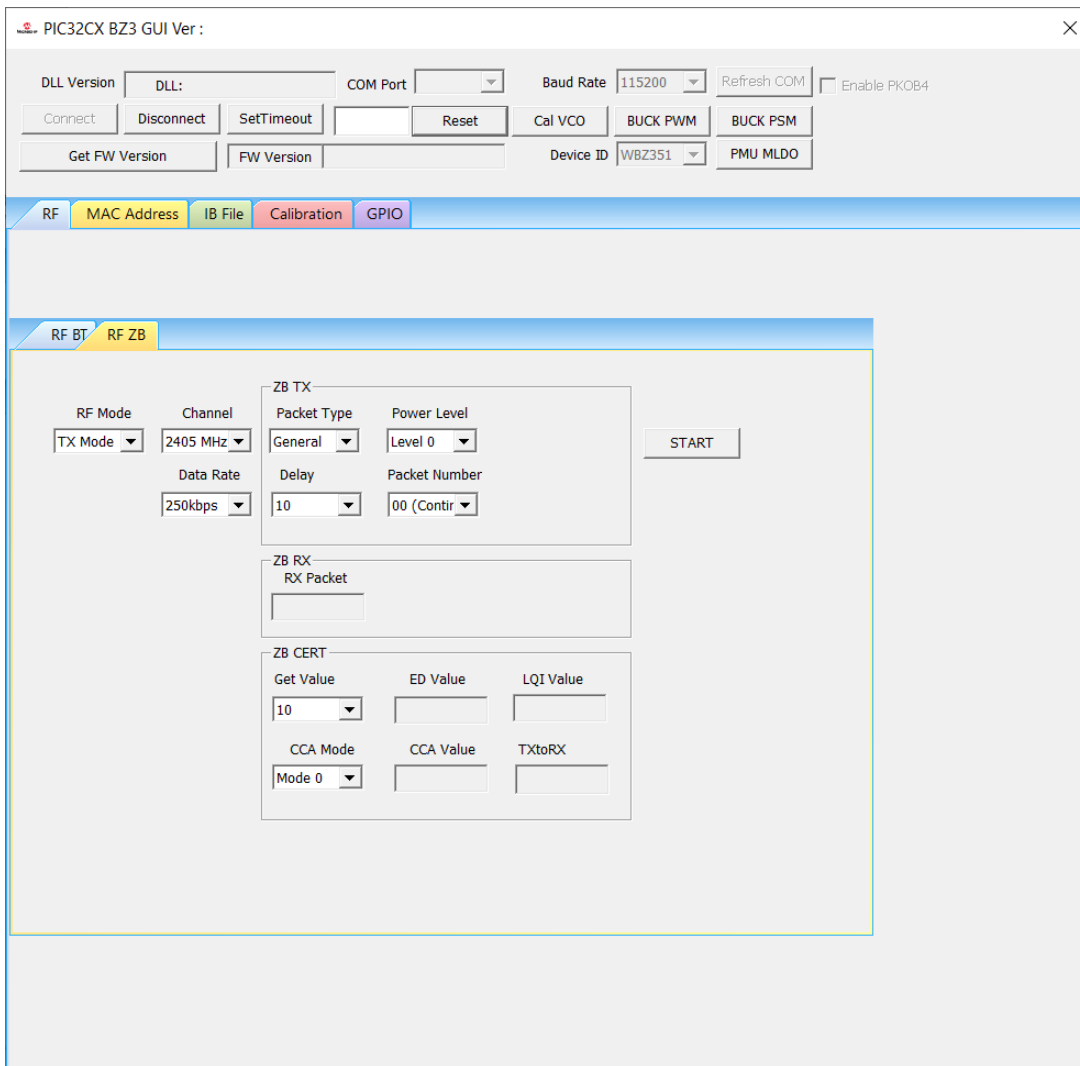 PIC32CX BZ3 GUI Ver :
DLL Version DLL: COM Port Baud Rate 115200 Refresh COM Enable PKOB4
Connect Disconnect SetTimeout Reset Cal VCO BUCK PWM BUCK PSM
Get FW Version FW Version Device ID WBZ351 PMU MLDO
RF MAC Address IB File Calibration GPIO
RF BT RF ZB
ZB TX
RF Mode Channel Packet Type Power Level
TX Mode 2405 MHz General Level 0 START
Data Rate Delay Packet Number
250kbps 10 00 (Contir
ZB RX
RX Packet
ZB CERT
Get Value ED Value LQI Value
10
CCA Mode CCA Value TXtoRX
Mode 0